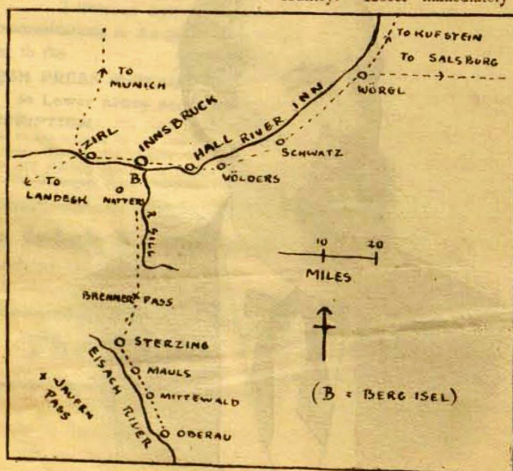 immediately
TO KUFSTEIN
TO SALSBURG
TO
MUNICH
WÖRGL
ZIRL
INNSBRUCK
HALL
RIVER INN
SCHWATZ
VÖLDERS
B
TO
LANDECK
NATTERS
R SILL
10 20
MILES
BRENNER PASS
STERZING
MAULS
MITTEWALD
OBERAU
EISACH RIVER
JAUFEN
PASS
(B = BERG ISEL)